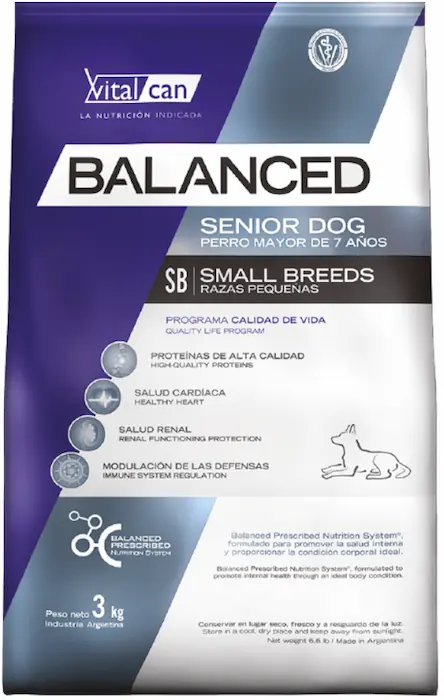 Vital can
LA NUTRICIÓN INDICADA
BALANCED
SENIOR DOG
PERRO MAYOR DE 7 AÑOS
SB SMALL BREEDS
RAZAS PEQUEÑAS
PROGRAMA CALIDAD DE VIDA
QUALITY LIFE PROGRAM
PROTEÍNAS DE ALTA CALIDAD
HIGH-QUALITY PROTEINS
SALUD CARDÍACA
HEALTHY HEART
SALUD RENAL
RENAL FUNCTIONING PROTECTION
MODULACIÓN DE LAS DEFENSAS
IMMUNE SYSTEM REGULATION
BALANCED
PRESCRIBED
NUTRITION SYSTEM
Balanced Prescribed Nutrition System®,
formulado para promover la salud interna
y proporcionar la condición corporal ideal.
Balanced Prescribed Nutrition System®, formulated to
promote internal health through an ideal body condition.
Peso neto 3 kg
Industria Argentina
Conservar en lugar seco, fresco y a resguardo de la luz.
Store in a cool, dry place and keep away from sunlight.
Net weight 6,6 lb / Made in Argentina